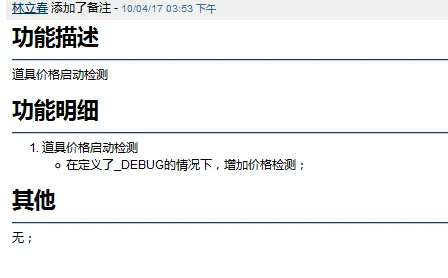 林立春 添加了备注 - 10/04/17 03:53 下午
功能描述
道具价格启动检测
功能明细
1. 道具价格启动检测
在定义了_DEBUG的情况下，增加价格检测；
其他
无；